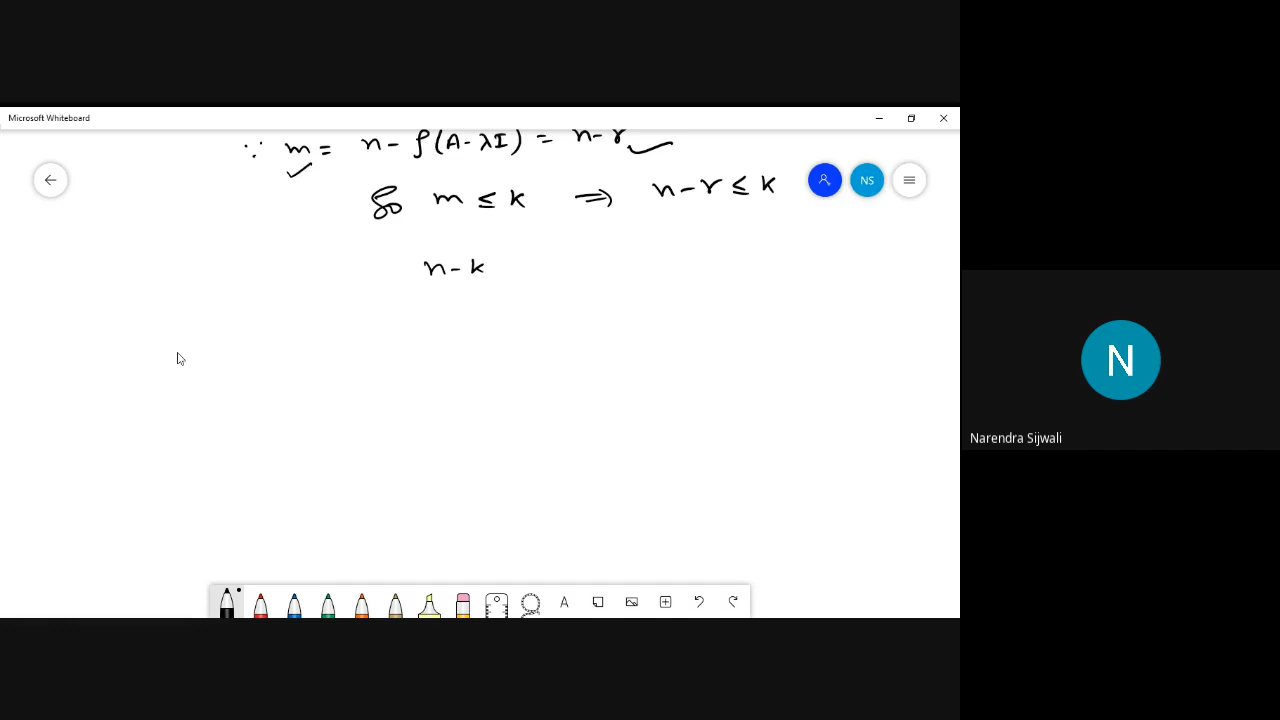 Microsoft Whiteboard
∵ m = n - ρ(A - λI) = n - r
So m ≤ k ⇒ n - r ≤ k
NS
n - k
N
Narendra Sijwali
A